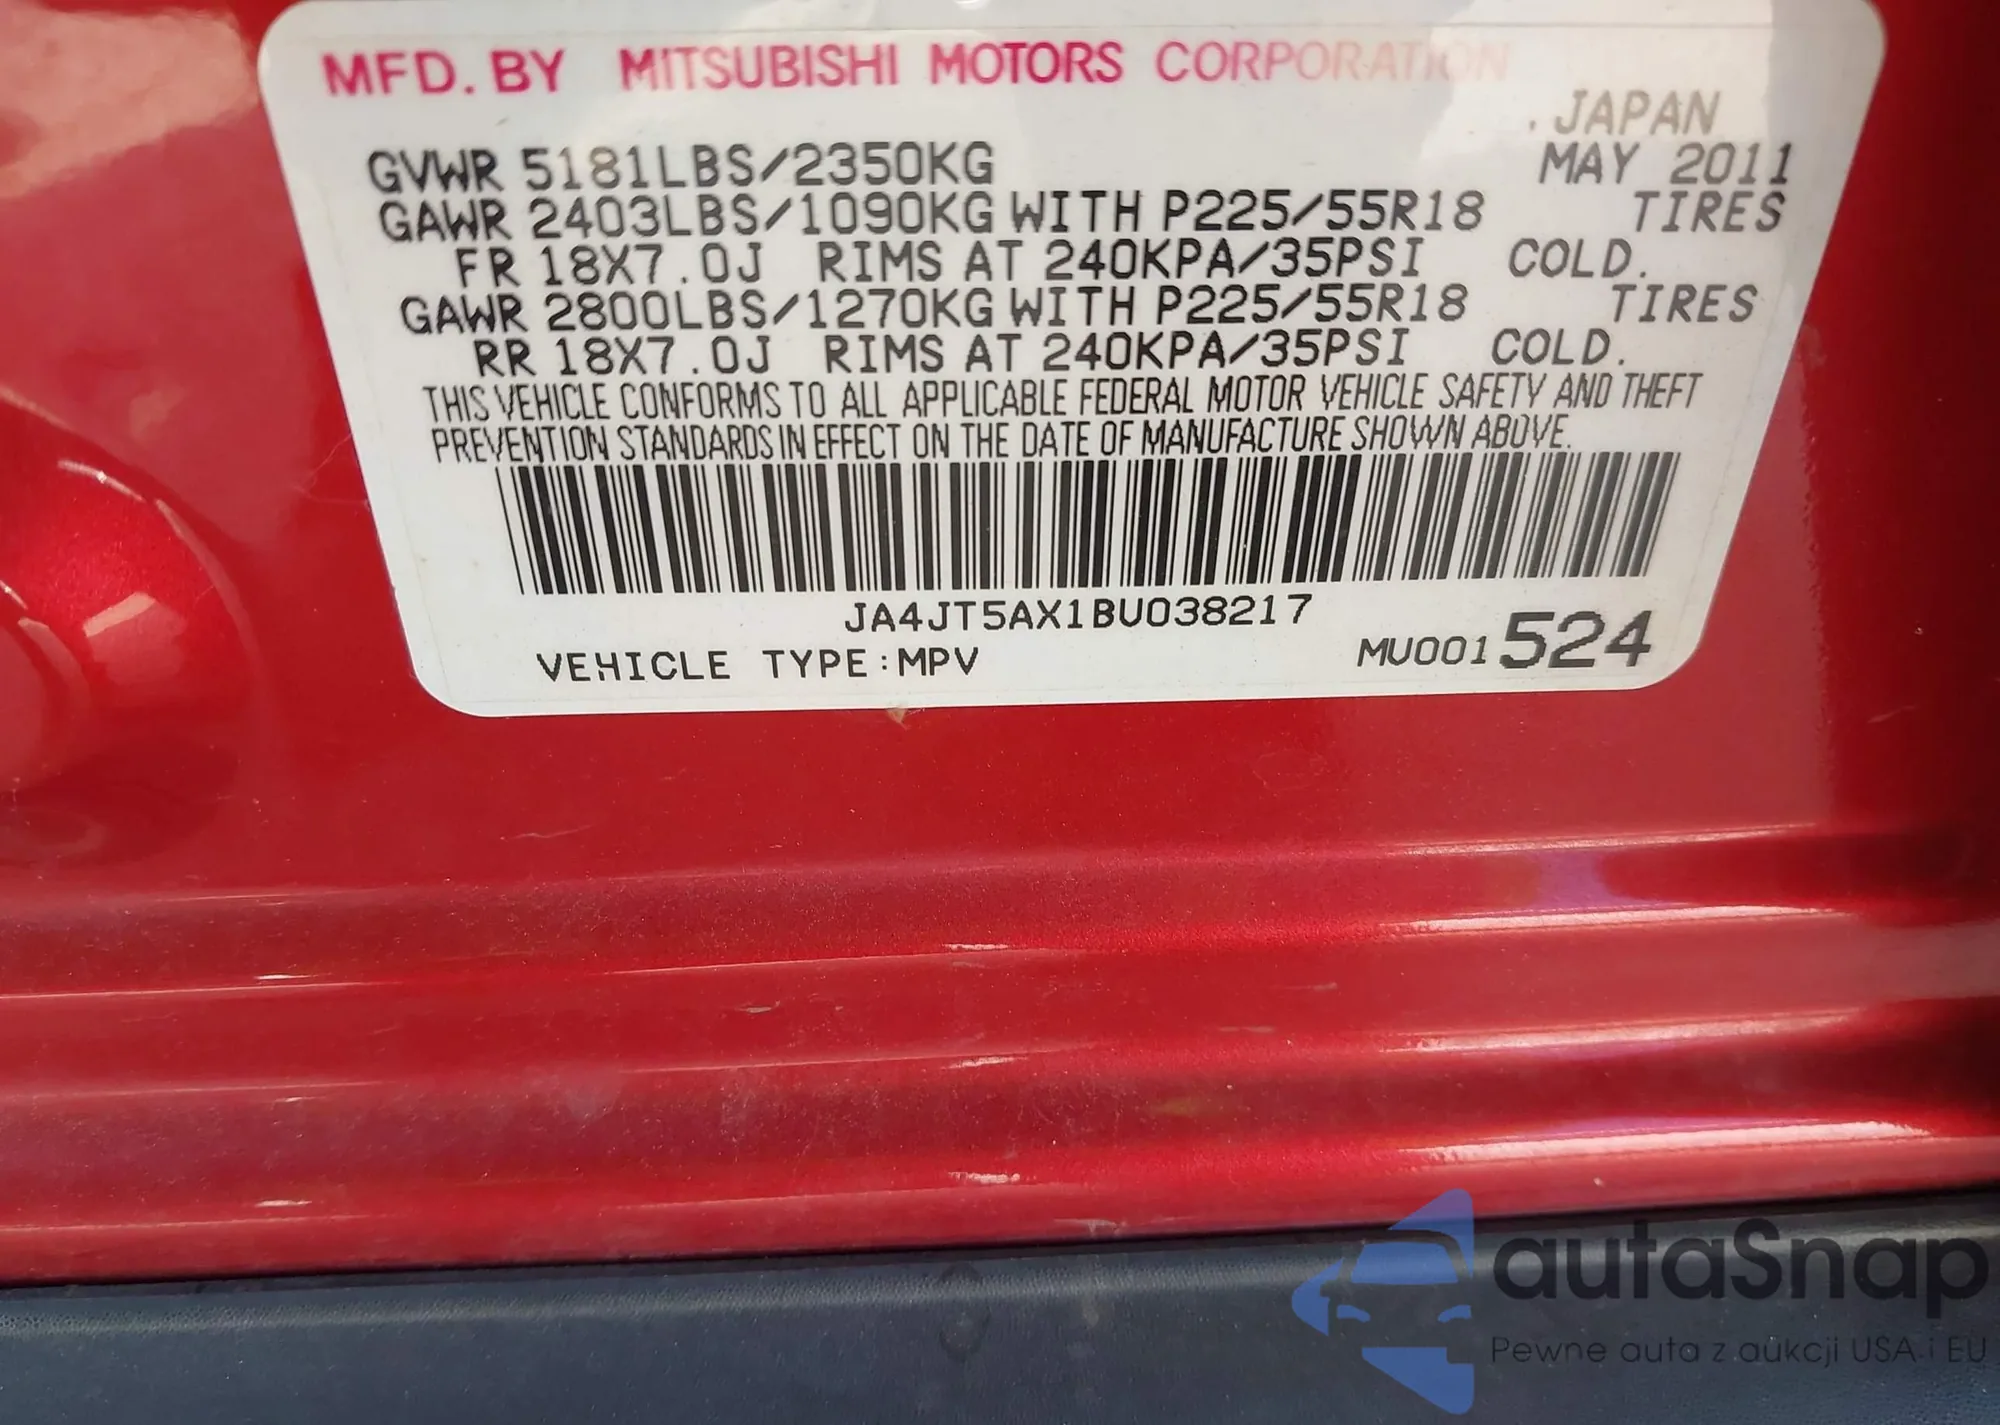 MFD. BY MITSUBISHI MOTORS CORPORATION
. JAPAN
GVWR 5181LBS/2350KG MAY 2011
GAWR 2403LBS/1090KG WITH P225/55R18 TIRES
FR 18X7.0J RIMS AT 240KPA/35PSI COLD.
GAWR 2800LBS/1270KG WITH P225/55R18 TIRES
RR 18X7.0J RIMS AT 240KPA/35PSI COLD.
THIS VEHICLE CONFORMS TO ALL APPLICABLE FEDERAL MOTOR VEHICLE SAFETY AND THEFT
PREVENTION STANDARDS IN EFFECT ON THE DATE OF MANUFACTURE SHOWN ABOVE.
JA4JT5AX1BU038217
VEHICLE TYPE:MPV MU001524
autaSnap
Pewne auta z aukcji USA i EU